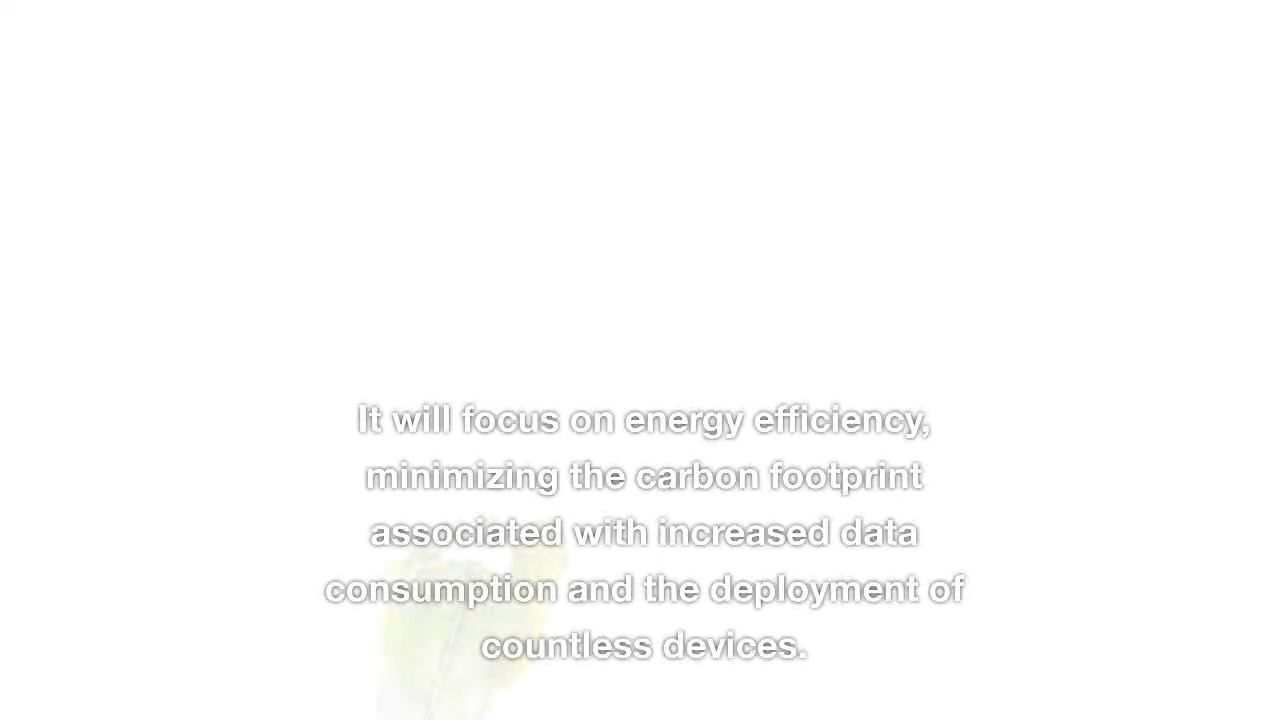 It will focus on energy efficiency,
minimizing the carbon footprint
associated with increased data
consumption and the deployment of
countless devices.